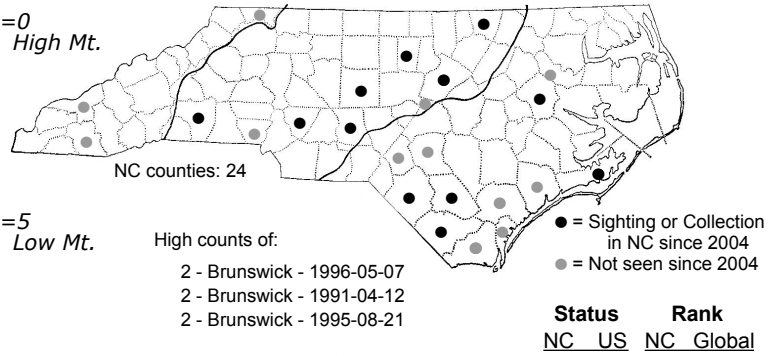 =0
High Mt.
NC counties: 24
=5
Low Mt.
High counts of:
2 - Brunswick - 1996-05-07
2 - Brunswick - 1991-04-12
2 - Brunswick - 1995-08-21
= Sighting or Collection
in NC since 2004
= Not seen since 2004
Status Rank
NC US NC Global